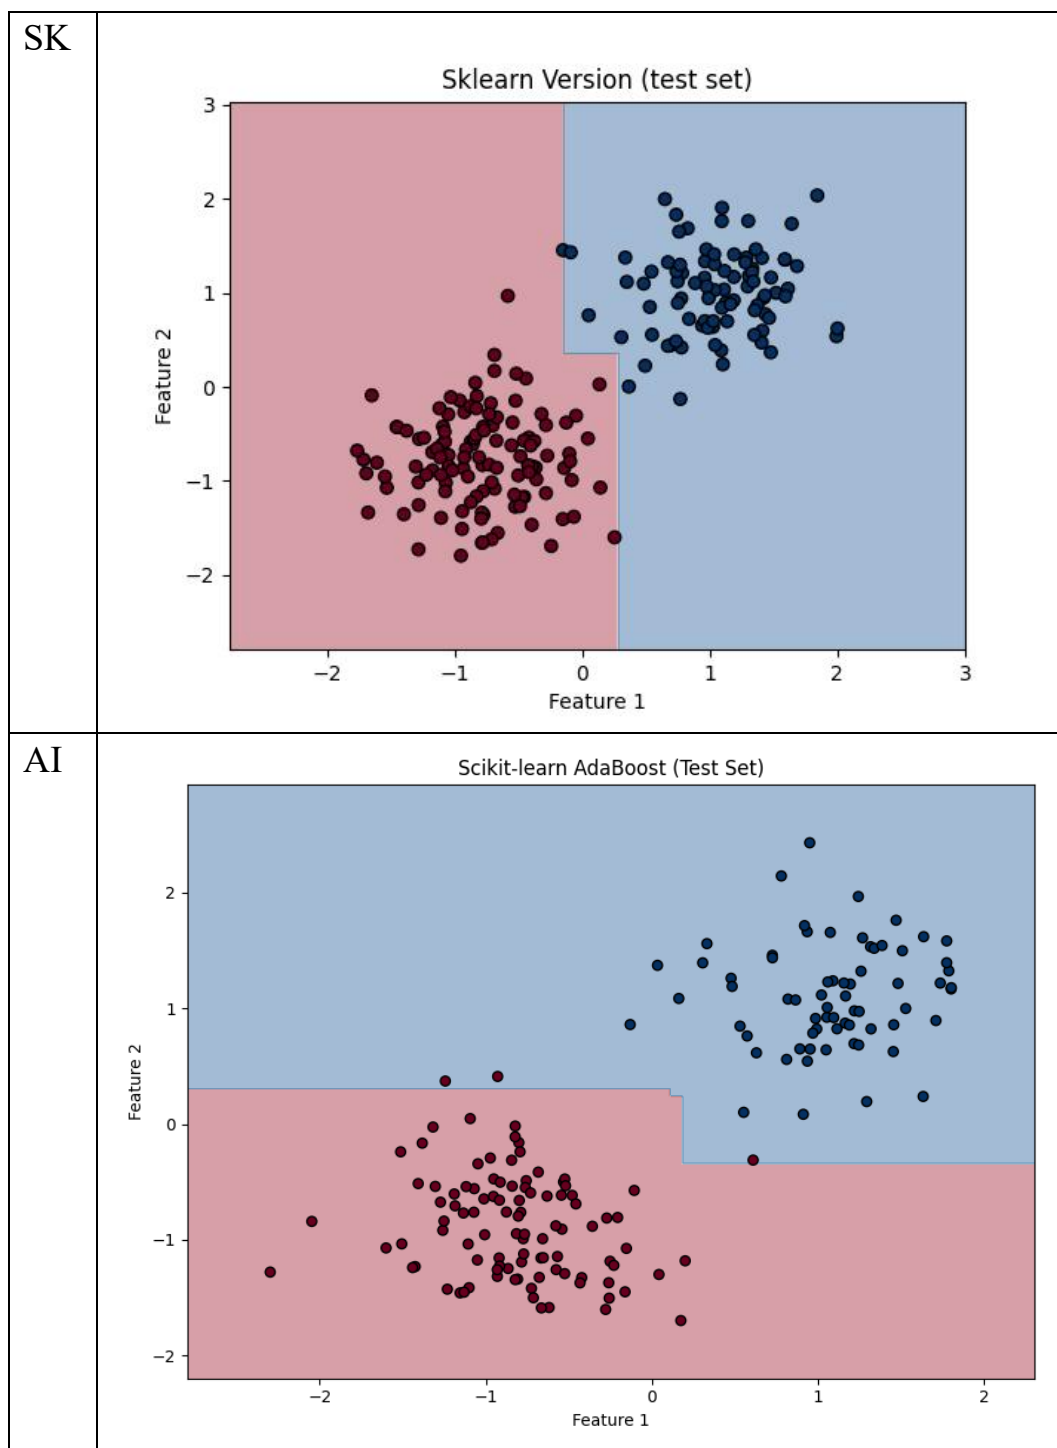 SK
Sklearn Version (test set)
3
2
1
0
−1
−2
Feature 2
−2 −1 0 1 2 3
Feature 1
AI
Scikit-learn AdaBoost (Test Set)
2
1
0
−1
−2
Feature 2
−2 −1 0 1 2
Feature 1